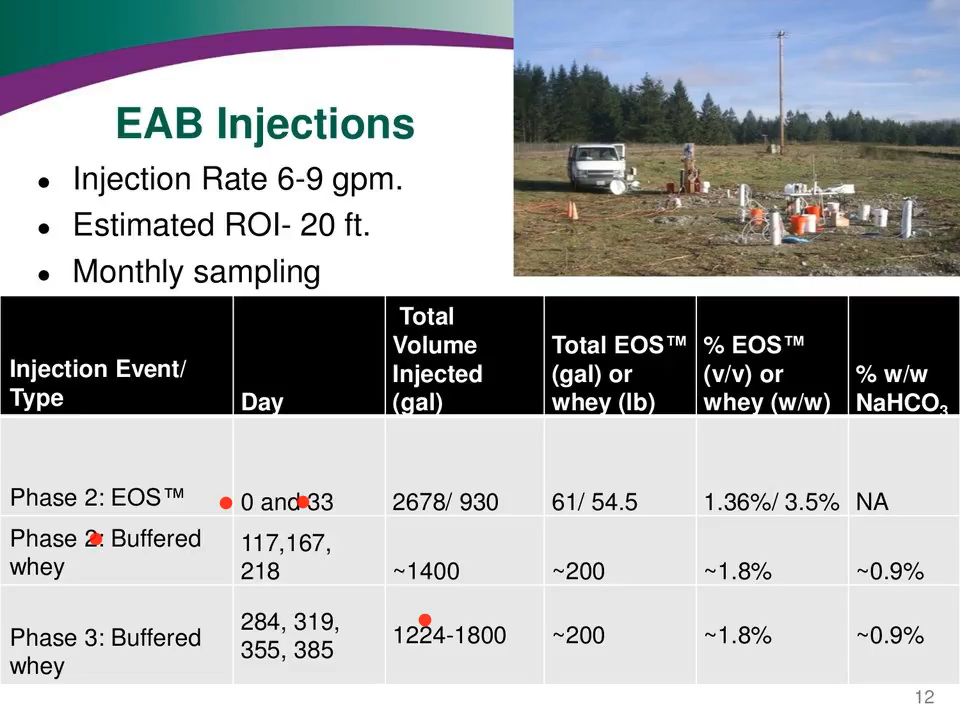 EAB Injections
● Injection Rate 6-9 gpm.
● Estimated ROI- 20 ft.
● Monthly sampling
Injection Event/
Type
Day
Total
Volume
Injected
(gal)
Total EOS™
(gal) or
whey (lb)
% EOS™
(v/v) or
whey (w/w)
% w/w
NaHCO₃
Phase 2: EOS™
0 and 33
2678/ 930
61/ 54.5
1.36%/ 3.5%
NA
Phase 2: Buffered
whey
117,167,
218
~1400
~200
~1.8%
~0.9%
Phase 3: Buffered
whey
284, 319,
355, 385
1224-1800
~200
~1.8%
~0.9%
12